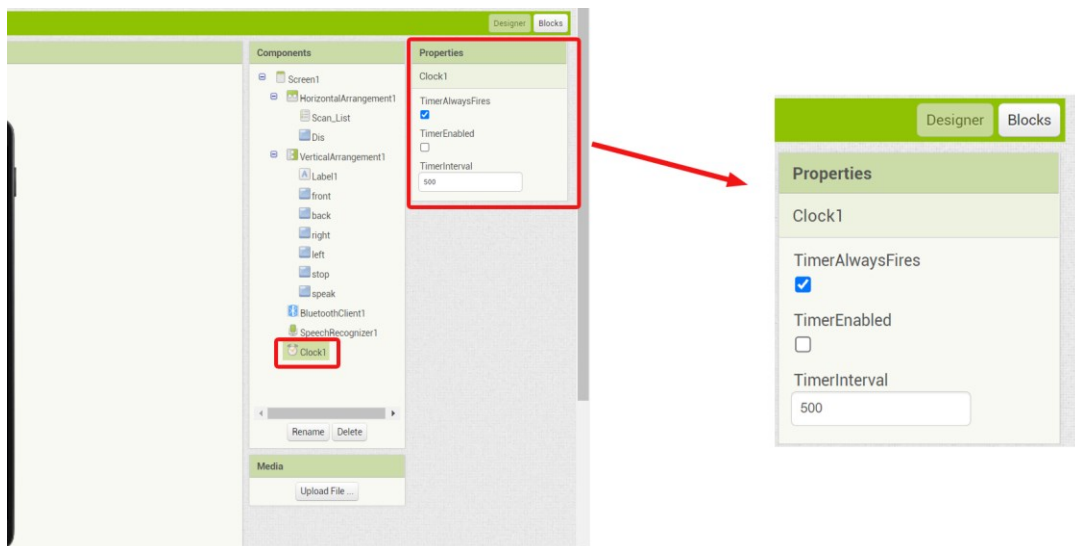 Designer Blocks
Components
Screen1
HorizontalArrangement1
Scan_List
Dis
VerticalArrangement1
Label1
front
back
right
left
stop
speak
BluetoothClient1
SpeechRecognizer1
Clock1
Rename Delete
Media
Upload File ...
Properties
Clock1
TimerAlwaysFires
TimerEnabled
TimerInterval
500
Designer Blocks
Properties
Clock1
TimerAlwaysFires
TimerEnabled
TimerInterval
500